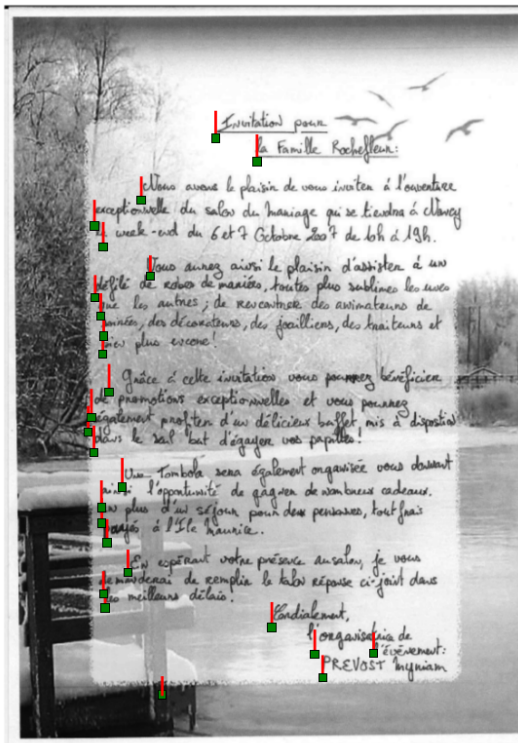 Invitation pour
la Famille Rochefleur:
Nous avons le plaisir de vous inviter à l'ouverture
exceptionnelle du salon du mariage qui se tiendra à Nancy
le week-end du 6 et 7 Octobre 2007 de 10h à 19h.
Vous aurez ainsi le plaisir d'assister à un
défilé de robes de mariées, toutes plus sublimes les unes
que les autres; de rencontrer des animateurs de
soirées, des décorateurs, des joailliers, des traiteurs et
bien plus encore!
Grâce à cette invitation vous pourrez bénéficier
de promotions exceptionnelles et vous pourrez
également profiter d'un délicieux buffet, mis à disposition
dans le seul but d'égayer vos papilles!
Une Tombola sera également organisée vous donnant
ainsi l'opportunité de gagner de nombreux cadeaux.
En plus d'un séjour pour deux personnes, tout frais
payés à l'Ile Maurice..
En espérant votre présence au salon, je vous
demanderai de remplir le talon réponse ci-joint dans
les meilleurs délais.
Cordialement,
l'organisatrice de
l'évènement:
PREVOST Myriam